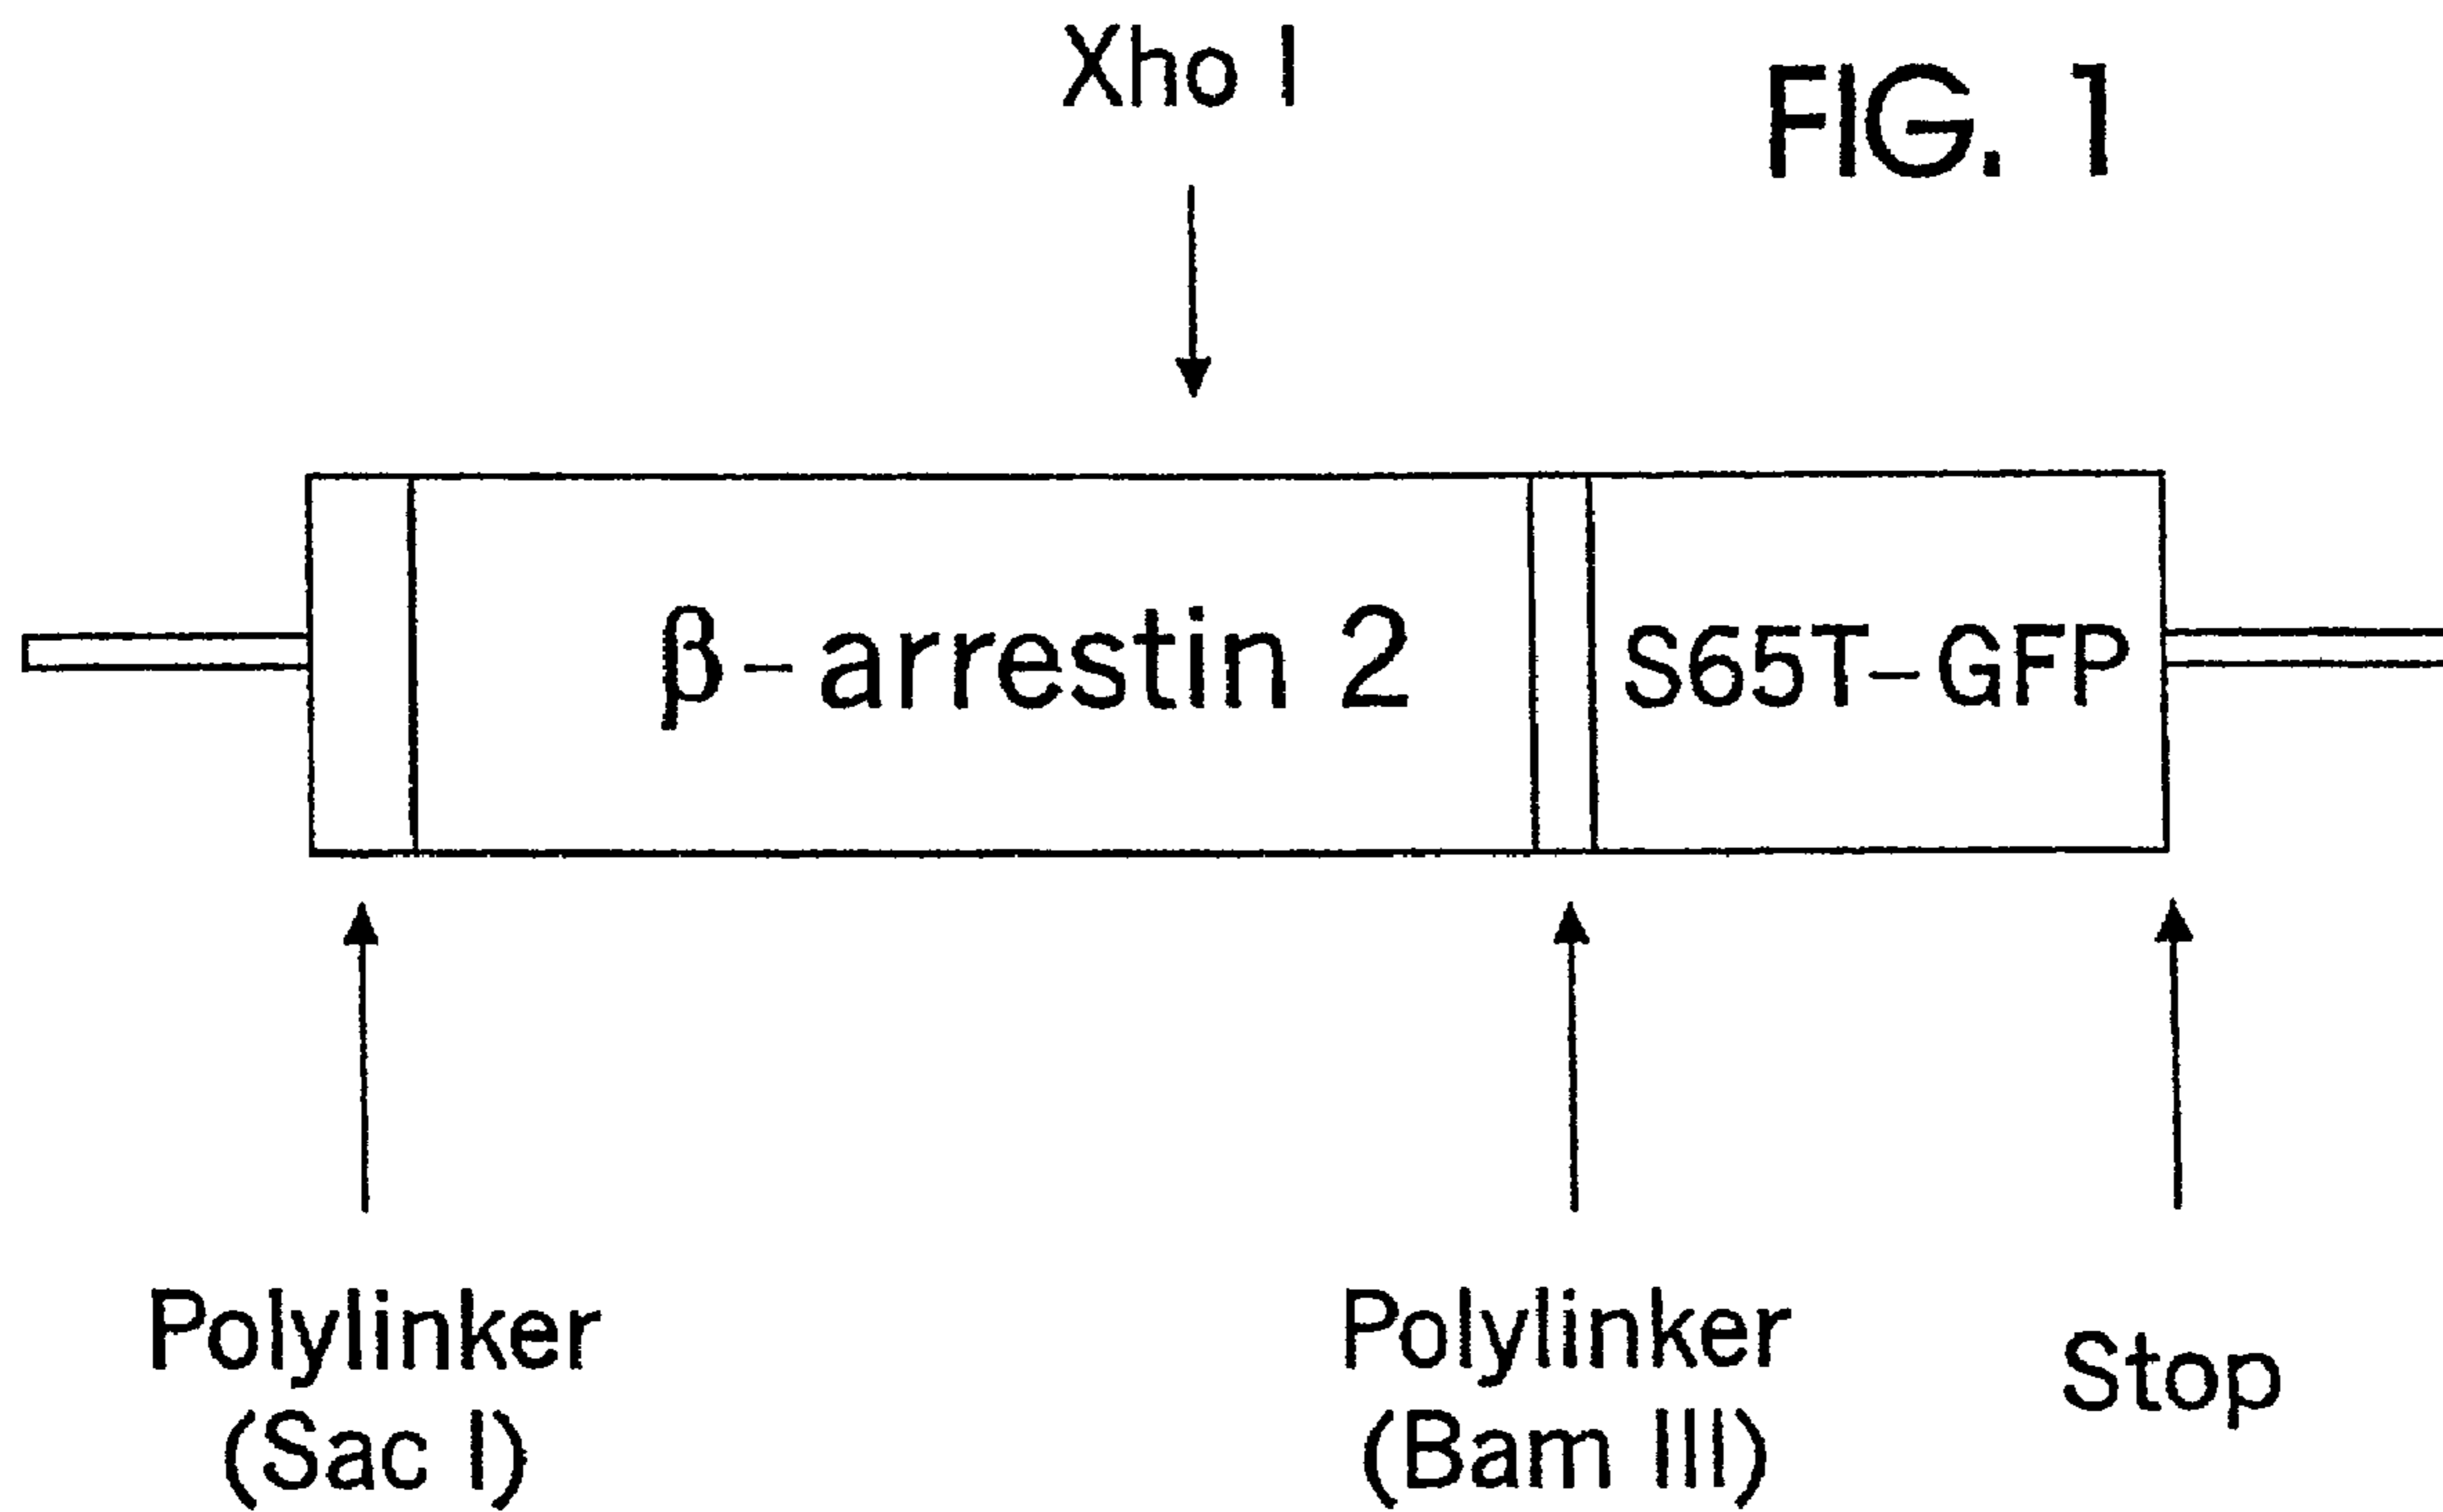 Xho I
FIG. 1
β-arrestin 2
S65T-GFP
Polylinker
(Sac I)
Polylinker
(Bam III)
Stop